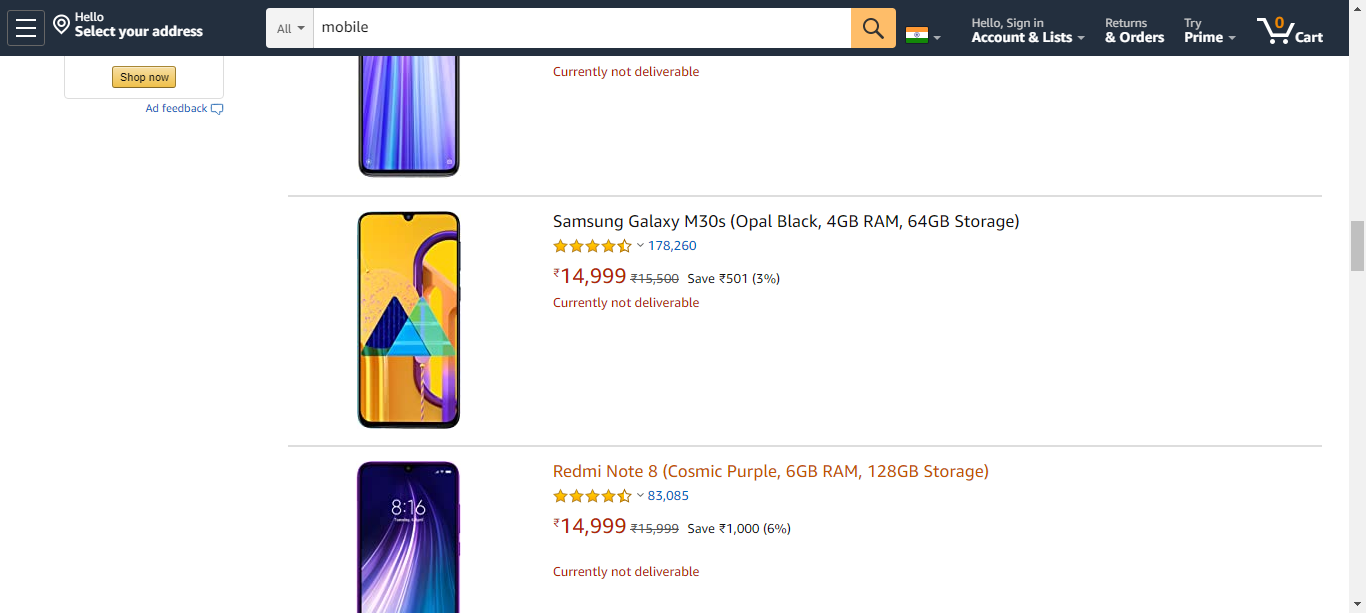 Hello
Select your address
All
mobile
Hello, Sign in
Account & Lists
Returns
& Orders
Try
Prime
0
Cart
Shop now
Ad feedback
Currently not deliverable
Samsung Galaxy M30s (Opal Black, 4GB RAM, 64GB Storage)
178,260
₹14,999 ₹15,500 Save ₹501 (3%)
Currently not deliverable
8:16
Redmi Note 8 (Cosmic Purple, 6GB RAM, 128GB Storage)
83,085
₹14,999 ₹15,999 Save ₹1,000 (6%)
Currently not deliverable